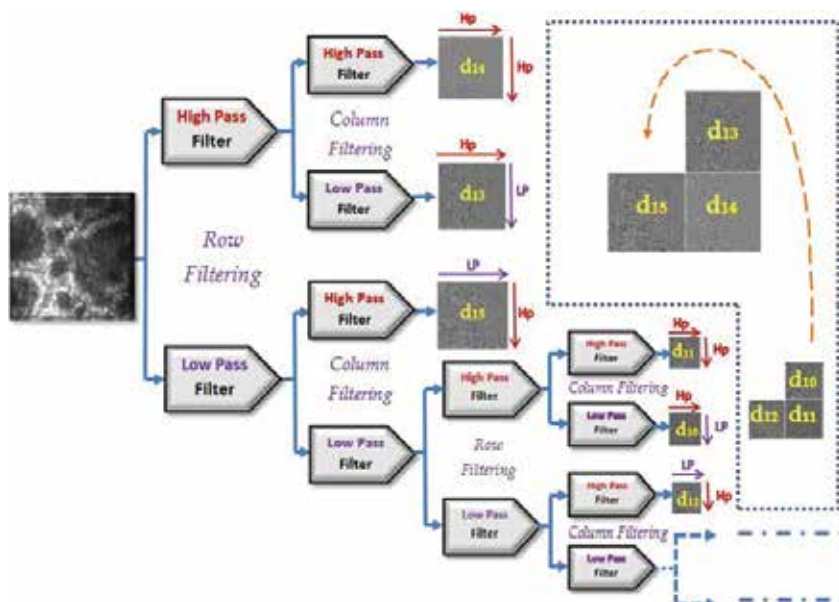 Hp
High Pass
Filter
d14
Hp
High Pass
Filter
Column
Filtering
Hp
Low Pass
Filter
d13
LP
Row
Filtering
LP
High Pass
Filter
d15
Hp
Low Pass
Filter
Column
Filtering
Low Pass
Filter
High Pass
Filter
High Pass
Filter
Hp
d11
Hp
Column Filtering
Low Pass
Filter
Hp
d10
LP
Row
Filtering
Low Pass
Filter
High Pass
Filter
LP
d12
Hp
Column Filtering
Low Pass
Filter
d13
d15
d14
d10
d12
d11